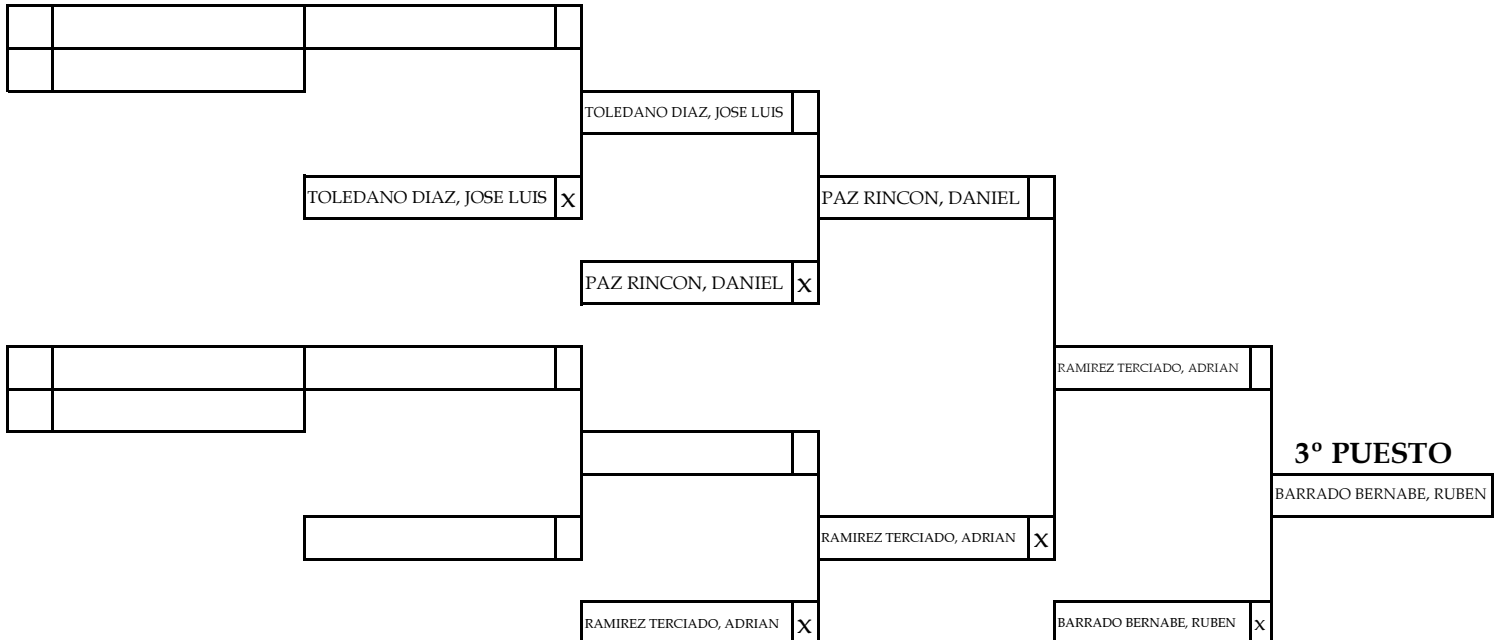 TOLEDANO DIAZ, JOSE LUIS
TOLEDANO DIAZ, JOSE LUIS X
PAZ RINCON, DANIEL
PAZ RINCON, DANIEL X
RAMIREZ TERCIADO, ADRIAN
3º PUESTO
BARRADO BERNABE, RUBEN
RAMIREZ TERCIADO, ADRIAN X
RAMIREZ TERCIADO, ADRIAN X
BARRADO BERNABE, RUBEN X